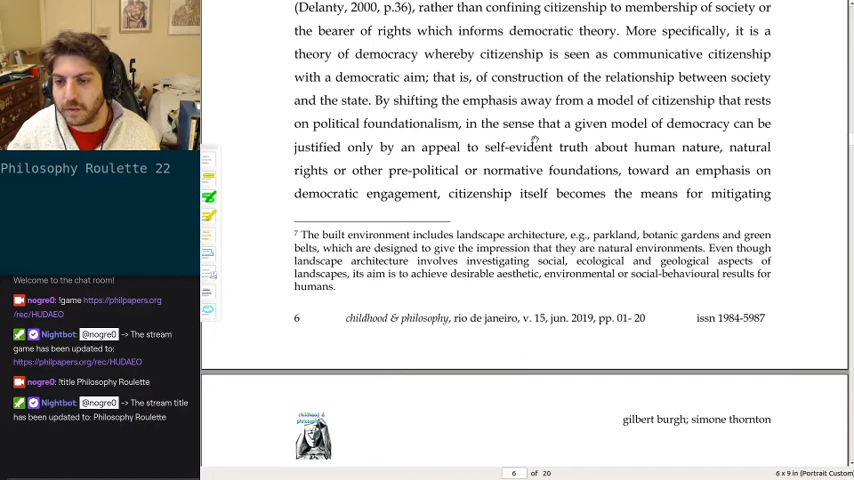 (Delanty, 2000, p.36), rather than confining citizenship to membership of society or
the bearer of rights which informs democratic theory. More specifically, it is a
theory of democracy whereby citizenship is seen as communicative citizenship
with a democratic aim; that is, of construction of the relationship between society
and the state. By shifting the emphasis away from a model of citizenship that rests
on political foundationalism, in the sense that a given model of democracy can be
justified only by an appeal to self-evident truth about human nature, natural
rights or other pre-political or normative foundations, toward an emphasis on
democratic engagement, citizenship itself becomes the means for mitigating
7 The built environment includes landscape architecture, e.g., parkland, botanic gardens and green
belts, which are designed to give the impression that they are natural environments. Even though
landscape architecture involves investigating social, ecological and geological aspects of
landscapes, its aim is to achieve desirable aesthetic, environmental or social-behavioural results for
humans.
6 childhood & philosophy, rio de janeiro, v. 15, jun. 2019, pp. 01- 20 issn 1984-5987
childhood &
philosophy
gilbert burgh; simone thornton
6 of 20
6 x 9 in (Portrait Custom
Philosophy Roulette 22
Welcome to the chat room!
nogre0: !game https://philpapers.org
/rec/HUDAEO
Nightbot: @nogre0 -> The stream
game has been updated to:
https://philpapers.org/rec/HUDAEO
nogre0: !title Philosophy Roulette
Nightbot: @nogre0 -> The stream
title has been updated to: Philosophy Roulette